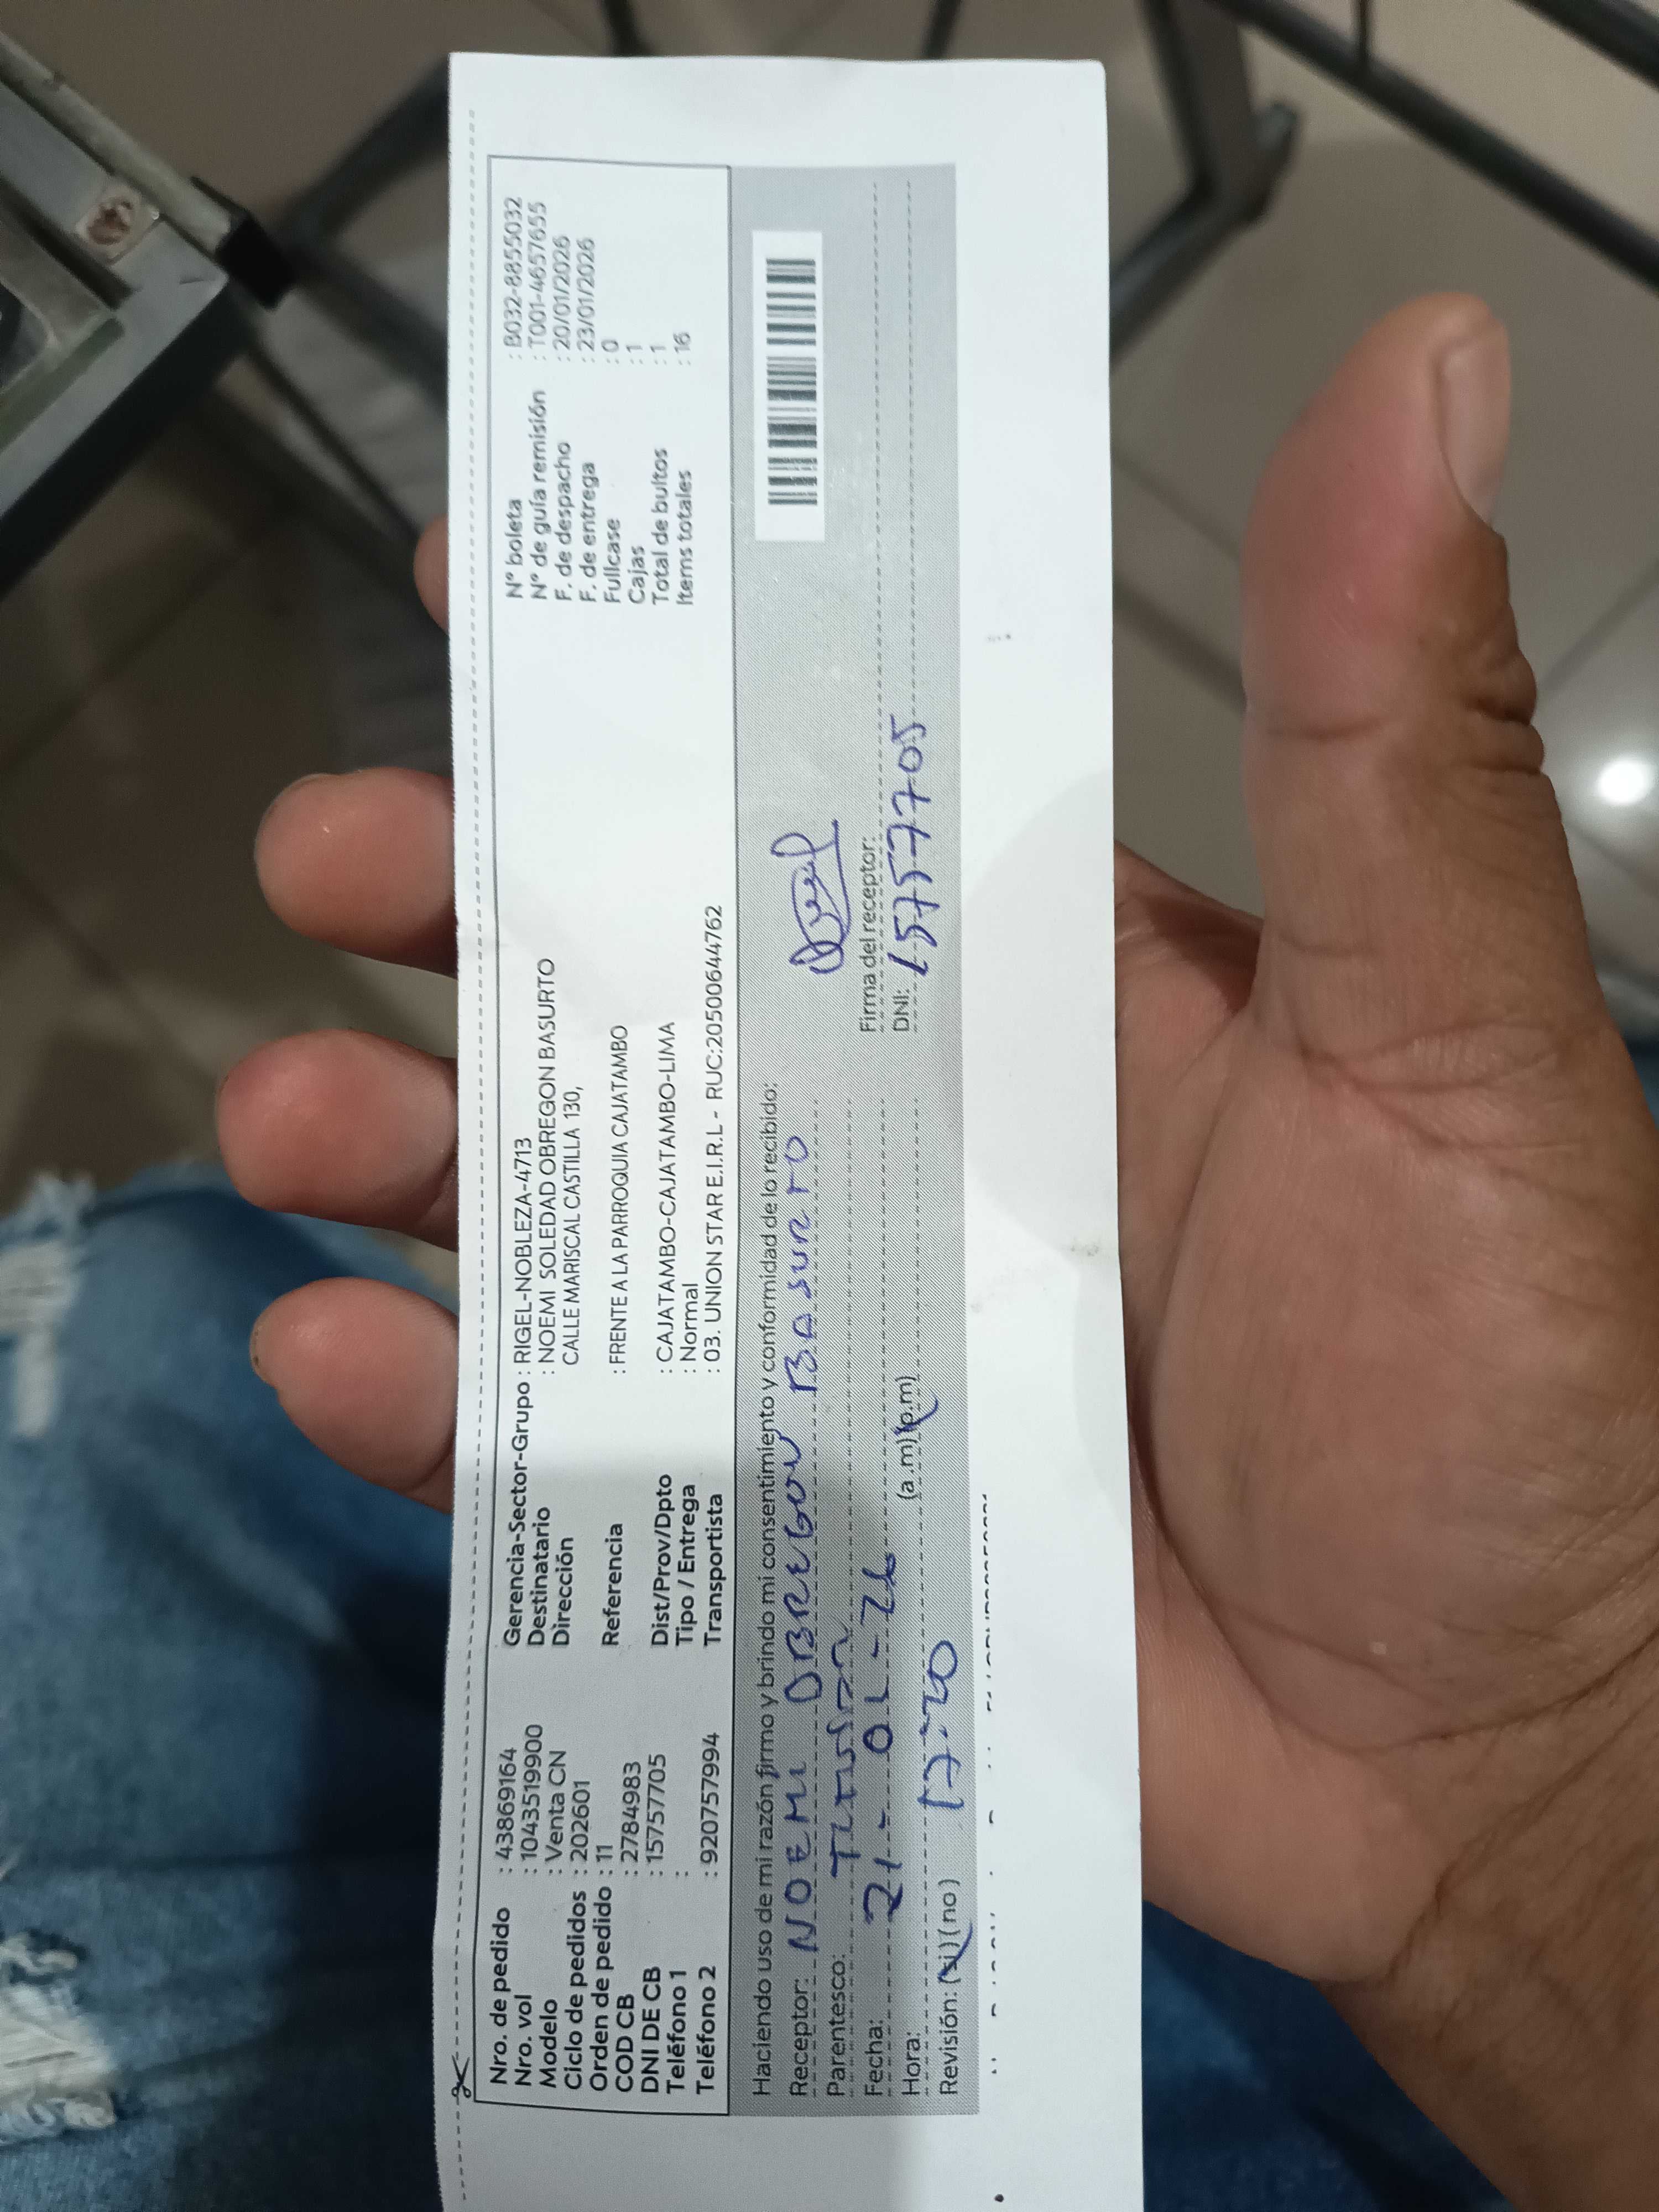 Nro. de pedido : 43869164
Nro. vol : 1043519900
Modelo : Venta CN
Ciclo de pedidos : 202601
Orden de pedido : 11
COD CB : 2784983
DNI DE CB : 15757705
Teléfono 1 :
Teléfono 2 : 920757994
Gerencia-Sector-Grupo : RIGEL-NOBLEZA-4713
Destinatario : NOEMI SOLEDAD OBREGON BASURTO
Dirección : CALLE MARISCAL CASTILLA 130,
Referencia : FRENTE A LA PARROQUIA CAJATAMBO
Dist/Prov/Dpto : CAJATAMBO-CAJATAMBO-LIMA
Tipo / Entrega : Normal
Transportista : 03. UNION STAR E.I.R.L - RUC:20500644762
N° boleta : B032-8855032
N° de guía remisión : T001-4657655
F. de despacho : 20/01/2026
F. de entrega : 23/01/2026
Fullcase : 0
Cajas : 1
Total de bultos : 1
Items totales : 16
Haciendo uso de mi razón firmo y brindo mi consentimiento y conformidad de lo recibido:
Receptor: NOEMI OBREGON BASURTO
Parentesco:
Fecha: 21-01-26
Hora: 17:20 (a.m)(p.m)
Revisión: (si)(no)
Firma del receptor:
DNI: 15757705